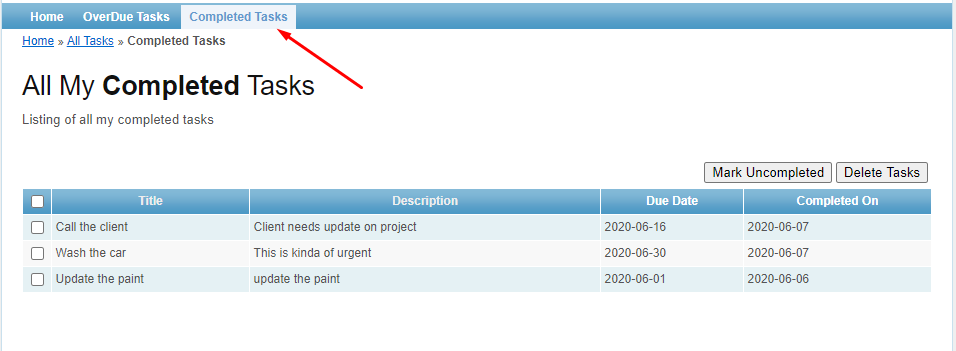 Home OverDue Tasks Completed Tasks
Home » All Tasks » Completed Tasks
All My Completed Tasks
Listing of all my completed tasks
Mark Uncompleted Delete Tasks
Title Description Due Date Completed On
Call the client Client needs update on project 2020-06-16 2020-06-07
Wash the car This is kinda of urgent 2020-06-30 2020-06-07
Update the paint update the paint 2020-06-01 2020-06-06